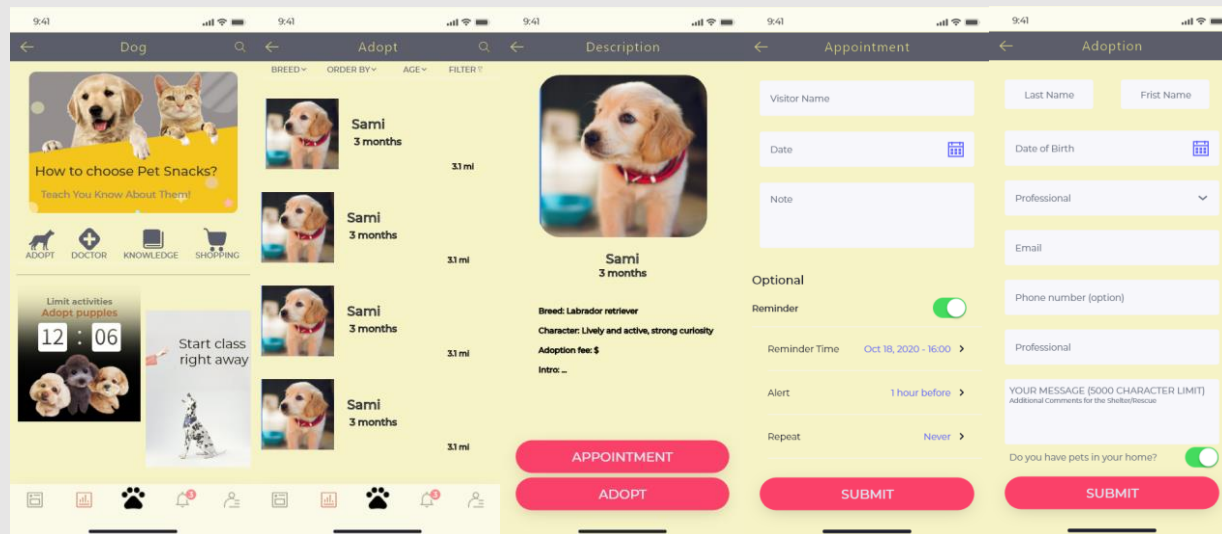 9:41
Dog
How to choose Pet Snacks?
Teach You Know About Them!
ADOPT DOCTOR KNOWLEDGE SHOPPING
Limit activities
Adopt pupples
12 : 06
Start class
right away
3
9:41
Adopt
BREED ORDER BY AGE FILTER
Sami
3 months
3.1 mi
Sami
3 months
3.1 mi
Sami
3 months
3.1 mi
Sami
3 months
3.1 mi
3
9:41
Description
Sami
3 months
Breed: Labrador retriever
Character: Lively and active, strong curiosity
Adoption fee: $
Intro: ...
APPOINTMENT
ADOPT
9:41
Appointment
Visitor Name
Date
Note
Optional
Reminder
Reminder Time Oct 18, 2020 - 16:00 >
Alert 1 hour before >
Repeat Never >
SUBMIT
9:41
Adoption
Last Name Frist Name
Date of Birth
Professional
Email
Phone number (option)
Professional
YOUR MESSAGE (5000 CHARACTER LIMIT)
Additional Comments for the Shelter/Rescue
Do you have pets in your home?
SUBMIT